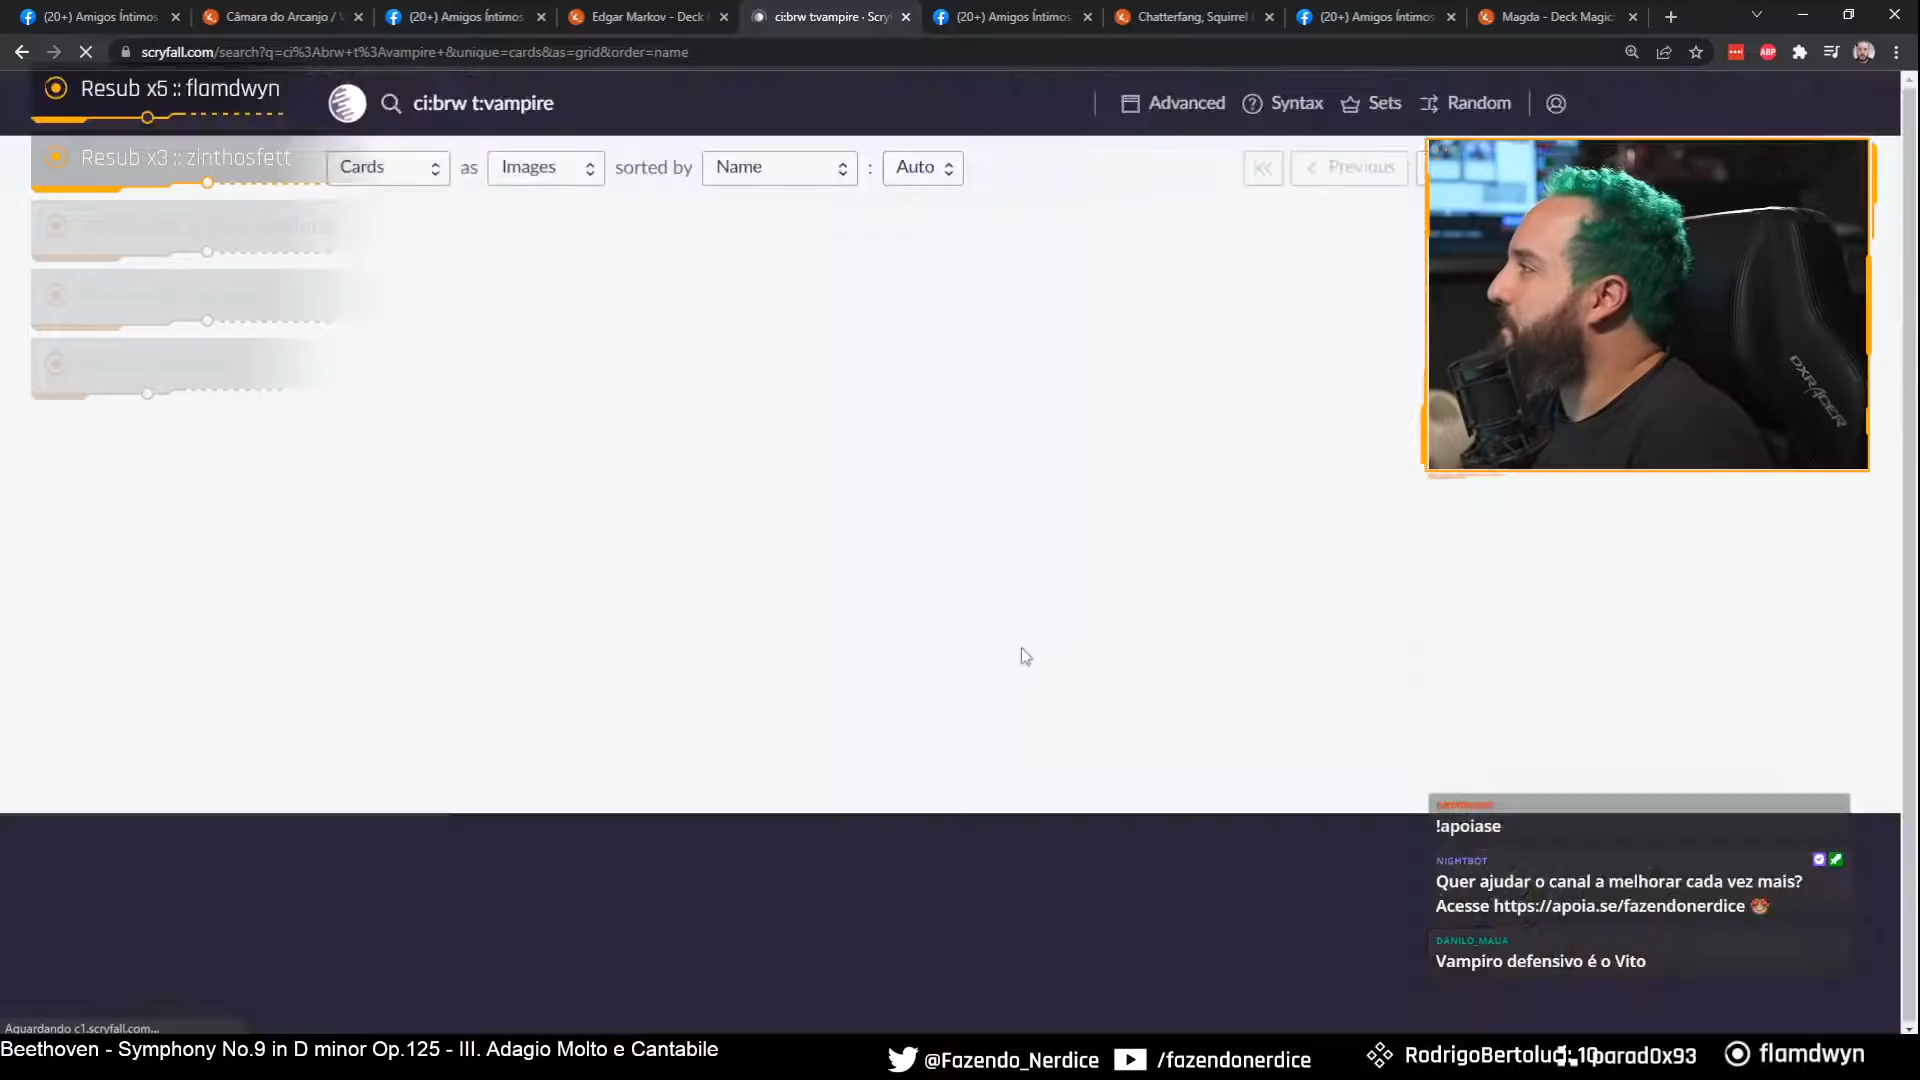 (20+) Amigos Íntimos
Câmara do Arcanjo /
(20+) Amigos Íntimos
Edgar Markov - Deck
ci:brw t:vampire · Scry
(20+) Amigos Íntimos
Chatterfang, Squirrel
(20+) Amigos Íntimos
Magda - Deck Magic
scryfall.com/search?q=ci%3Abrw+t%3Avampire+&unique=cards&as=grid&order=name
ABP
Resub x5 :: flamdwyn
ci:brw t:vampire
Advanced
Syntax
Sets
Random
Resub x3 :: zinthosfett
Cards
as
Images
sorted by
Name
:
Auto
Previous
DXRACER
!apoiase
NIGHTBOT
Quer ajudar o canal a melhorar cada vez mais?
Acesse https://apoia.se/fazendonerdice
DANILO_MAUA
Vampiro defensivo é o Vito
Aguardando c1.scryfall.com...
Beethoven - Symphony No.9 in D minor Op.125 - III. Adagio Molto e Cantabile
@Fazendo_Nerdice
/fazendonerdice
parad0x93
flamdwyn